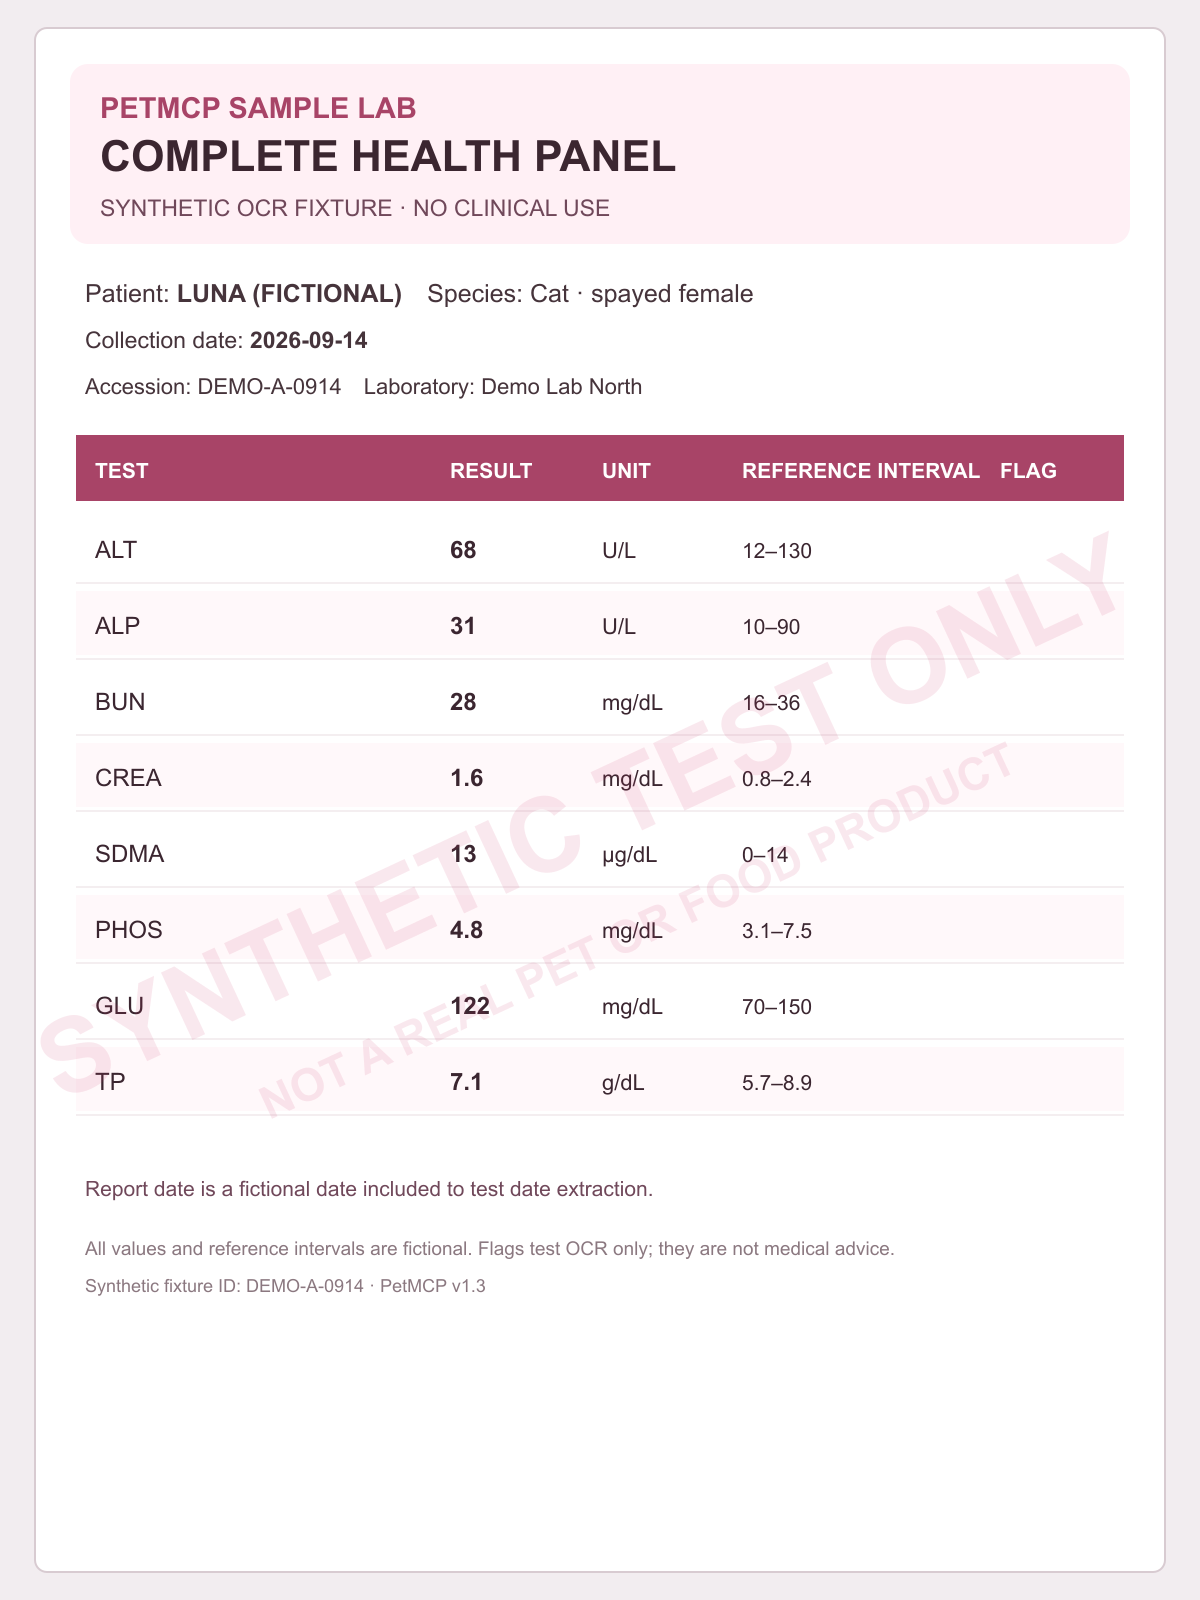 PETMCP SAMPLE LAB
COMPLETE HEALTH PANEL
SYNTHETIC OCR FIXTURE · NO CLINICAL USE
Patient: LUNA (FICTIONAL) Species: Cat · spayed female
Collection date: 2026-09-14
Accession: DEMO-A-0914 Laboratory: Demo Lab North
TEST RESULT UNIT REFERENCE INTERVAL FLAG
ALT 68 U/L 12–130
ALP 31 U/L 10–90
BUN 28 mg/dL 16–36
CREA 1.6 mg/dL 0.8–2.4
SDMA 13 µg/dL 0–14
PHOS 4.8 mg/dL 3.1–7.5
GLU 122 mg/dL 70–150
TP 7.1 g/dL 5.7–8.9
SYNTHETIC TEST ONLY
NOT A REAL PET OR FOOD PRODUCT
Report date is a fictional date included to test date extraction.
All values and reference intervals are fictional. Flags test OCR only; they are not medical advice.
Synthetic fixture ID: DEMO-A-0914 · PetMCP v1.3